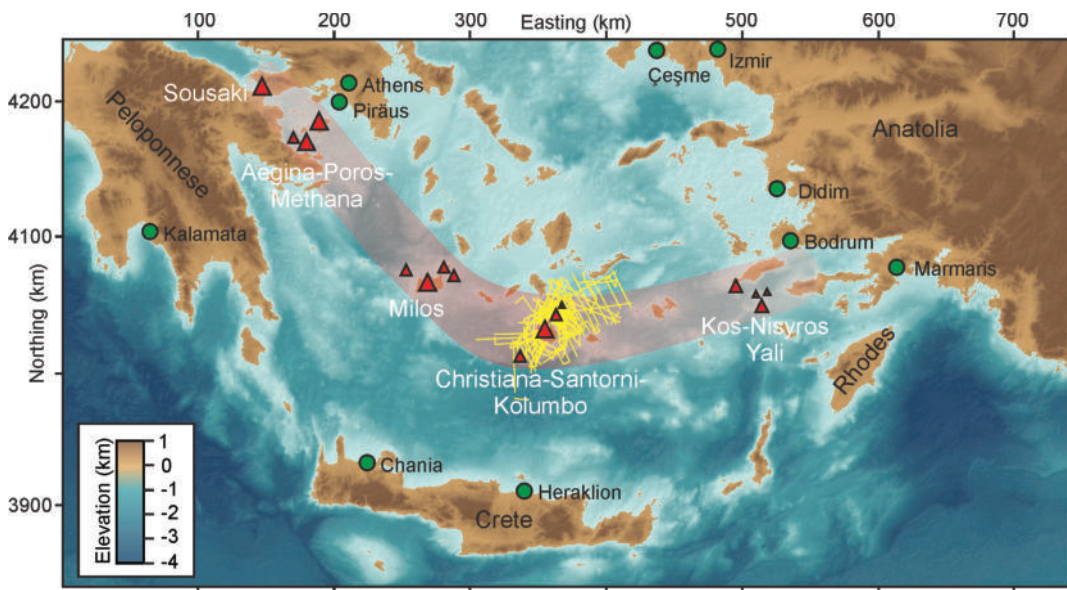 100
200
300
Easting (km)
500
600
700
Sousaki
Athens
Piräus
Çeşme
Izmir
4200
Peloponnese
Aegina-Poros-
Methana
Anatolia
Didim
Kalamata
4100
Bodrum
Marmaris
Milos
Kos-Nisyros
Yali
Northing (km)
4000
Christiana-Santorni-
Kolumbo
Rhodes
Elevation (km)
1
0
-1
-2
-3
-4
Chania
Heraklion
3900
Crete